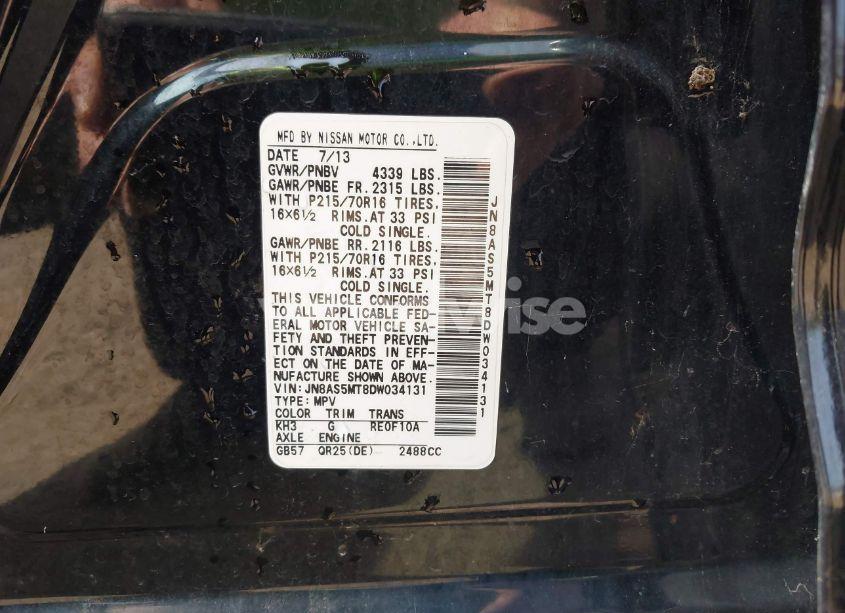 MFD BY NISSAN MOTOR CO.,LTD.
DATE 7/13
GVWR/PNBV 4339 LBS.
GAWR/PNBE FR. 2315 LBS.
WITH P215/70R16 TIRES.
16X6½ RIMS. AT 33 PSI
COLD SINGLE.
GAWR/PNBE RR. 2116 LBS.
WITH P215/70R16 TIRES.
16X6½ RIMS. AT 33 PSI
COLD SINGLE.
THIS VEHICLE CONFORMS
TO ALL APPLICABLE FED-
ERAL MOTOR VEHICLE SA-
FETY AND THEFT PREVEN-
TION STANDARDS IN EFF-
ECT ON THE DATE OF MA-
NUFACTURE SHOWN ABOVE.
VIN:JN8AS5MT8DW034131
TYPE:MPV
COLOR TRIM TRANS
KH3 G RE0F10A
AXLE ENGINE
GB57 QR25(DE) 2488CC
JN8AS5MT8DW034131